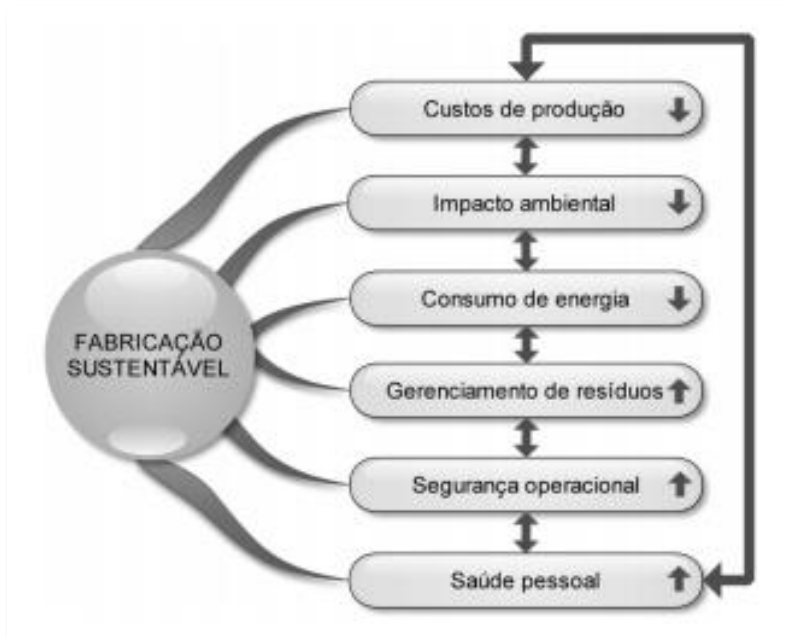 Custos de produção
Impacto ambiental
Consumo de energia
FABRICAÇÃO
SUSTENTÁVEL
Gerenciamento de resíduos
Segurança operacional
Saúde pessoal